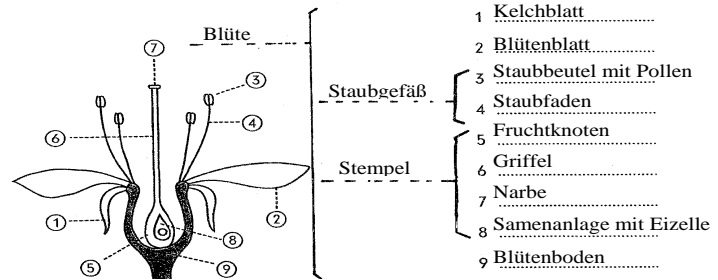 Blüte
Staubgefäß
Stempel
1 Kelchblatt
2 Blütenblatt
3 Staubbeutel mit Pollen
4 Staubfaden
5 Fruchtknoten
6 Griffel
7 Narbe
8 Samenanlage mit Eizelle
9 Blütenboden
7
3
6
4
1
2
8
5
9